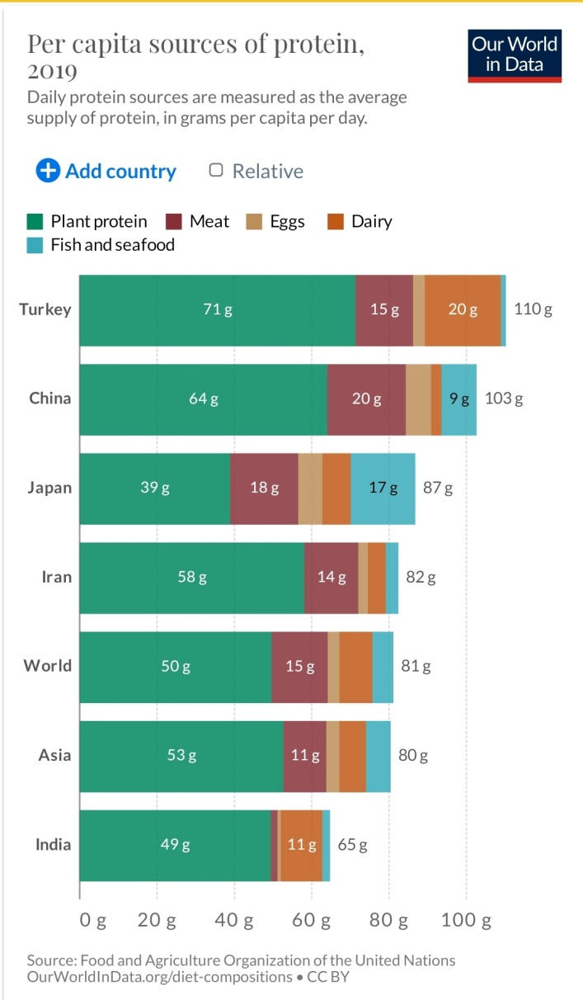 Per capita sources of protein,
2019
Our World
in Data
Daily protein sources are measured as the average
supply of protein, in grams per capita per day.
Add country
Relative
Plant protein Meat Eggs Dairy
Fish and seafood
Turkey 71 g 15 g 20 g 110 g
China 64 g 20 g 9 g 103 g
Japan 39 g 18 g 17 g 87 g
Iran 58 g 14 g 82 g
World 50 g 15 g 81 g
Asia 53 g 11 g 80 g
India 49 g 11 g 65 g
0 g 20 g 40 g 60 g 80 g 100 g
Source: Food and Agriculture Organization of the United Nations
OurWorldInData.org/diet-compositions • CC BY